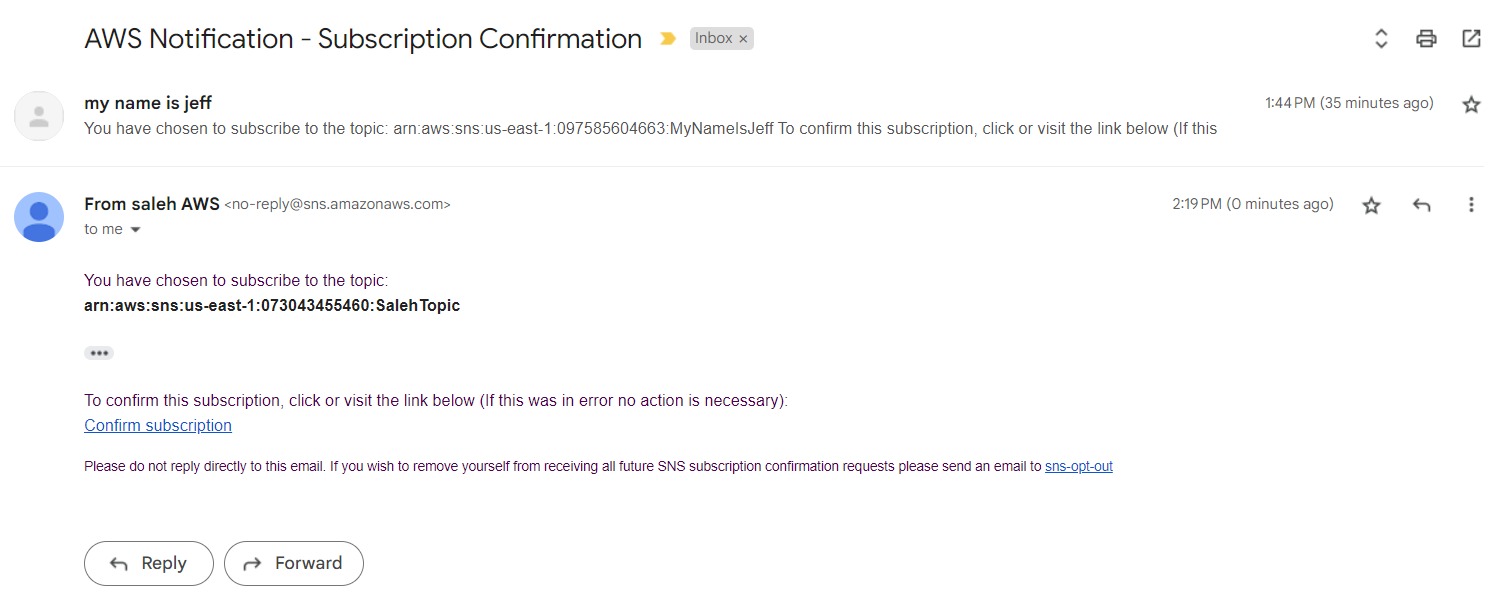 AWS Notification - Subscription Confirmation Inbox ×
my name is jeff 1:44 PM (35 minutes ago)
You have chosen to subscribe to the topic: arn:aws:sns:us-east-1:097585604663:MyNameIsJeff To confirm this subscription, click or visit the link below (If this
From saleh AWS <no-reply@sns.amazonaws.com> 2:19 PM (0 minutes ago)
to me
You have chosen to subscribe to the topic:
arn:aws:sns:us-east-1:073043455460:SalehTopic
To confirm this subscription, click or visit the link below (If this was in error no action is necessary):
Confirm subscription
Please do not reply directly to this email. If you wish to remove yourself from receiving all future SNS subscription confirmation requests please send an email to sns-opt-out
Reply Forward